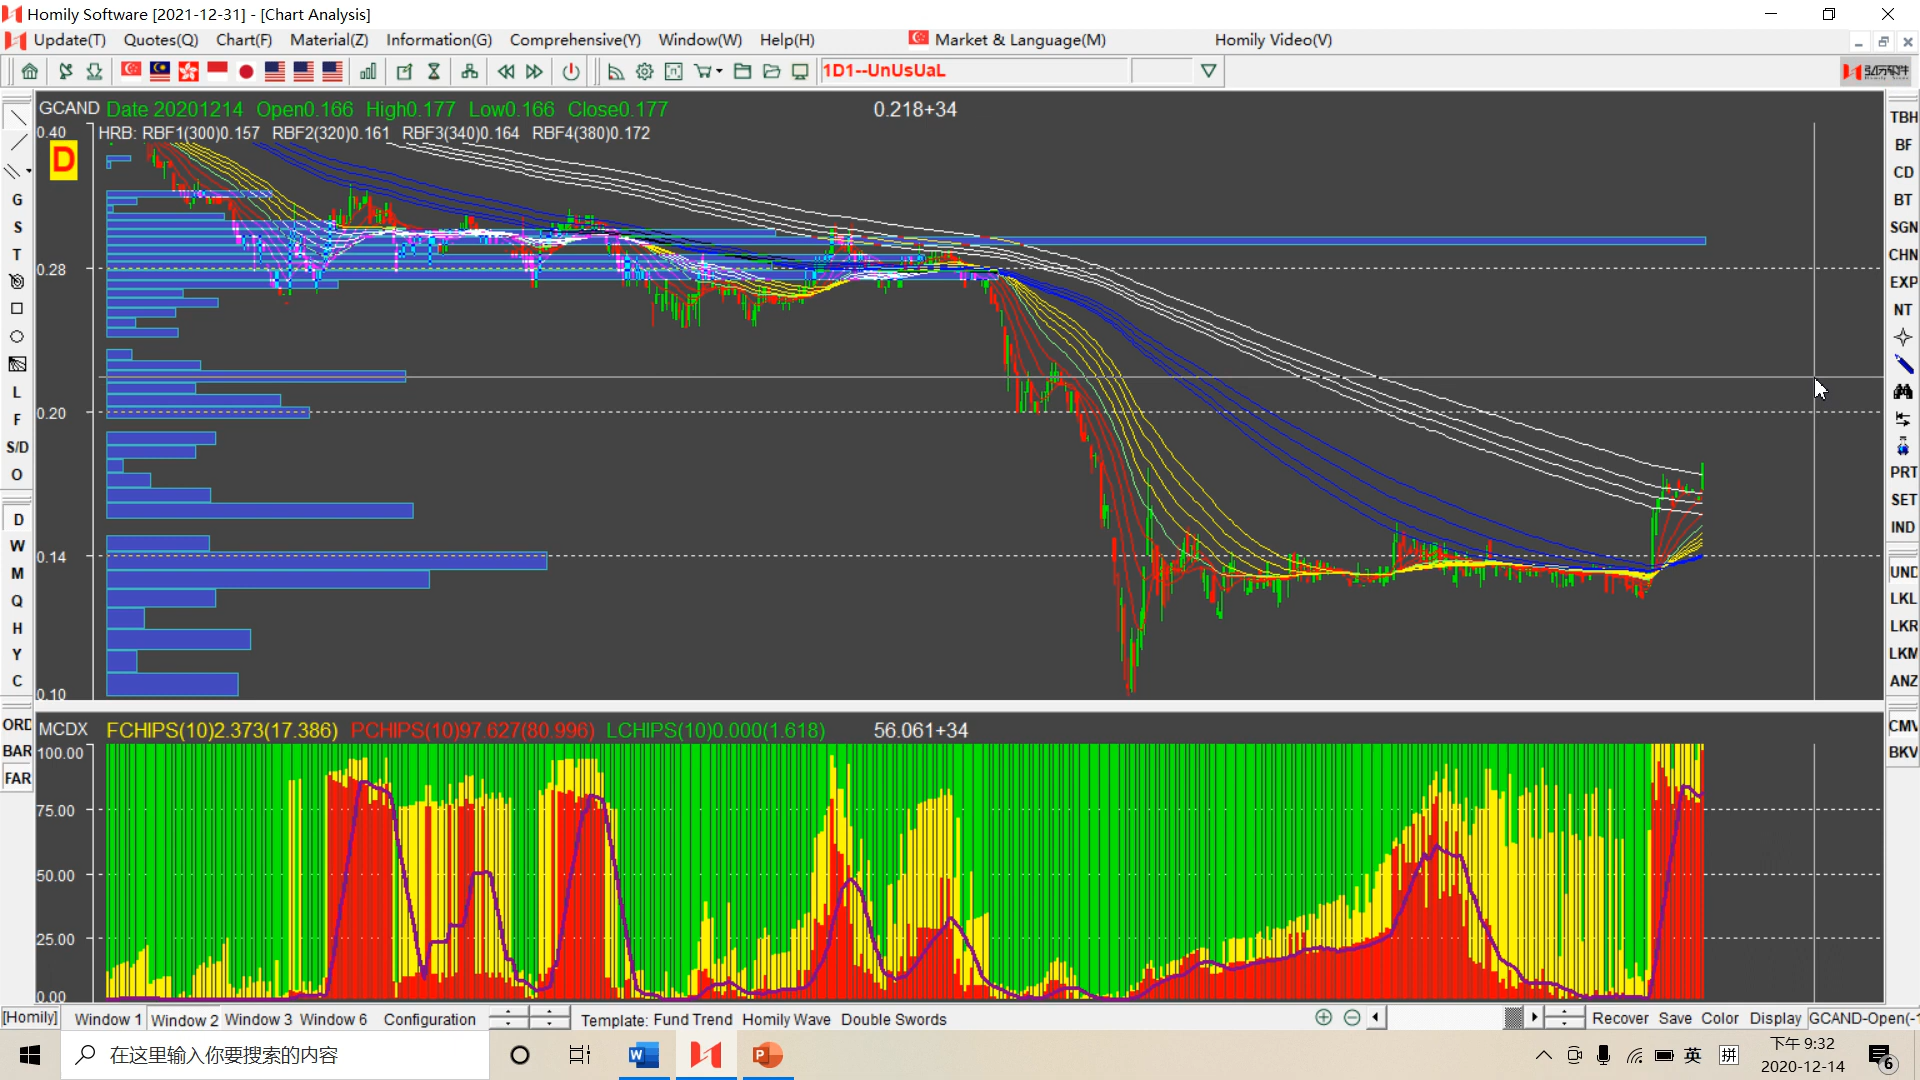 Homily Software [2021-12-31] - [Chart Analysis]
Update(T) Quotes(Q) Chart(F) Material(Z) Information(G) Comprehensive(Y) Window(W) Help(H) Market & Language(M) Homily Video(V)
1D1--UnUsUaL
弘历软件
GCAND Date 20201214 Open0.166 High0.177 Low0.166 Close0.177 0.218+34
HRB: RBF1(300)0.157 RBF2(320)0.161 RBF3(340)0.164 RBF4(380)0.172
D
0.40
0.28
0.20
0.14
0.10
G
S
T
L
F
S/D
O
D
W
M
Q
H
Y
C
ORD
BAR
FAR
TBH
BF
CD
BT
SGN
CHN
EXP
NT
PRT
SET
IND
UND
LKL
LKR
LKM
ANZ
CMV
BKV
MCDX FCHIPS(10)2.373(17.386) PCHIPS(10)97.627(80.996) LCHIPS(10)0.000(1.618) 56.061+34
100.00
75.00
50.00
25.00
0.00
[Homily] Window 1 Window 2 Window 3 Window 6 Configuration Template: Fund Trend Homily Wave Double Swords Recover Save Color Display GCAND-Open(-1
在这里输入你要搜索的内容
英 拼
下午 9:32
2020-12-14
6